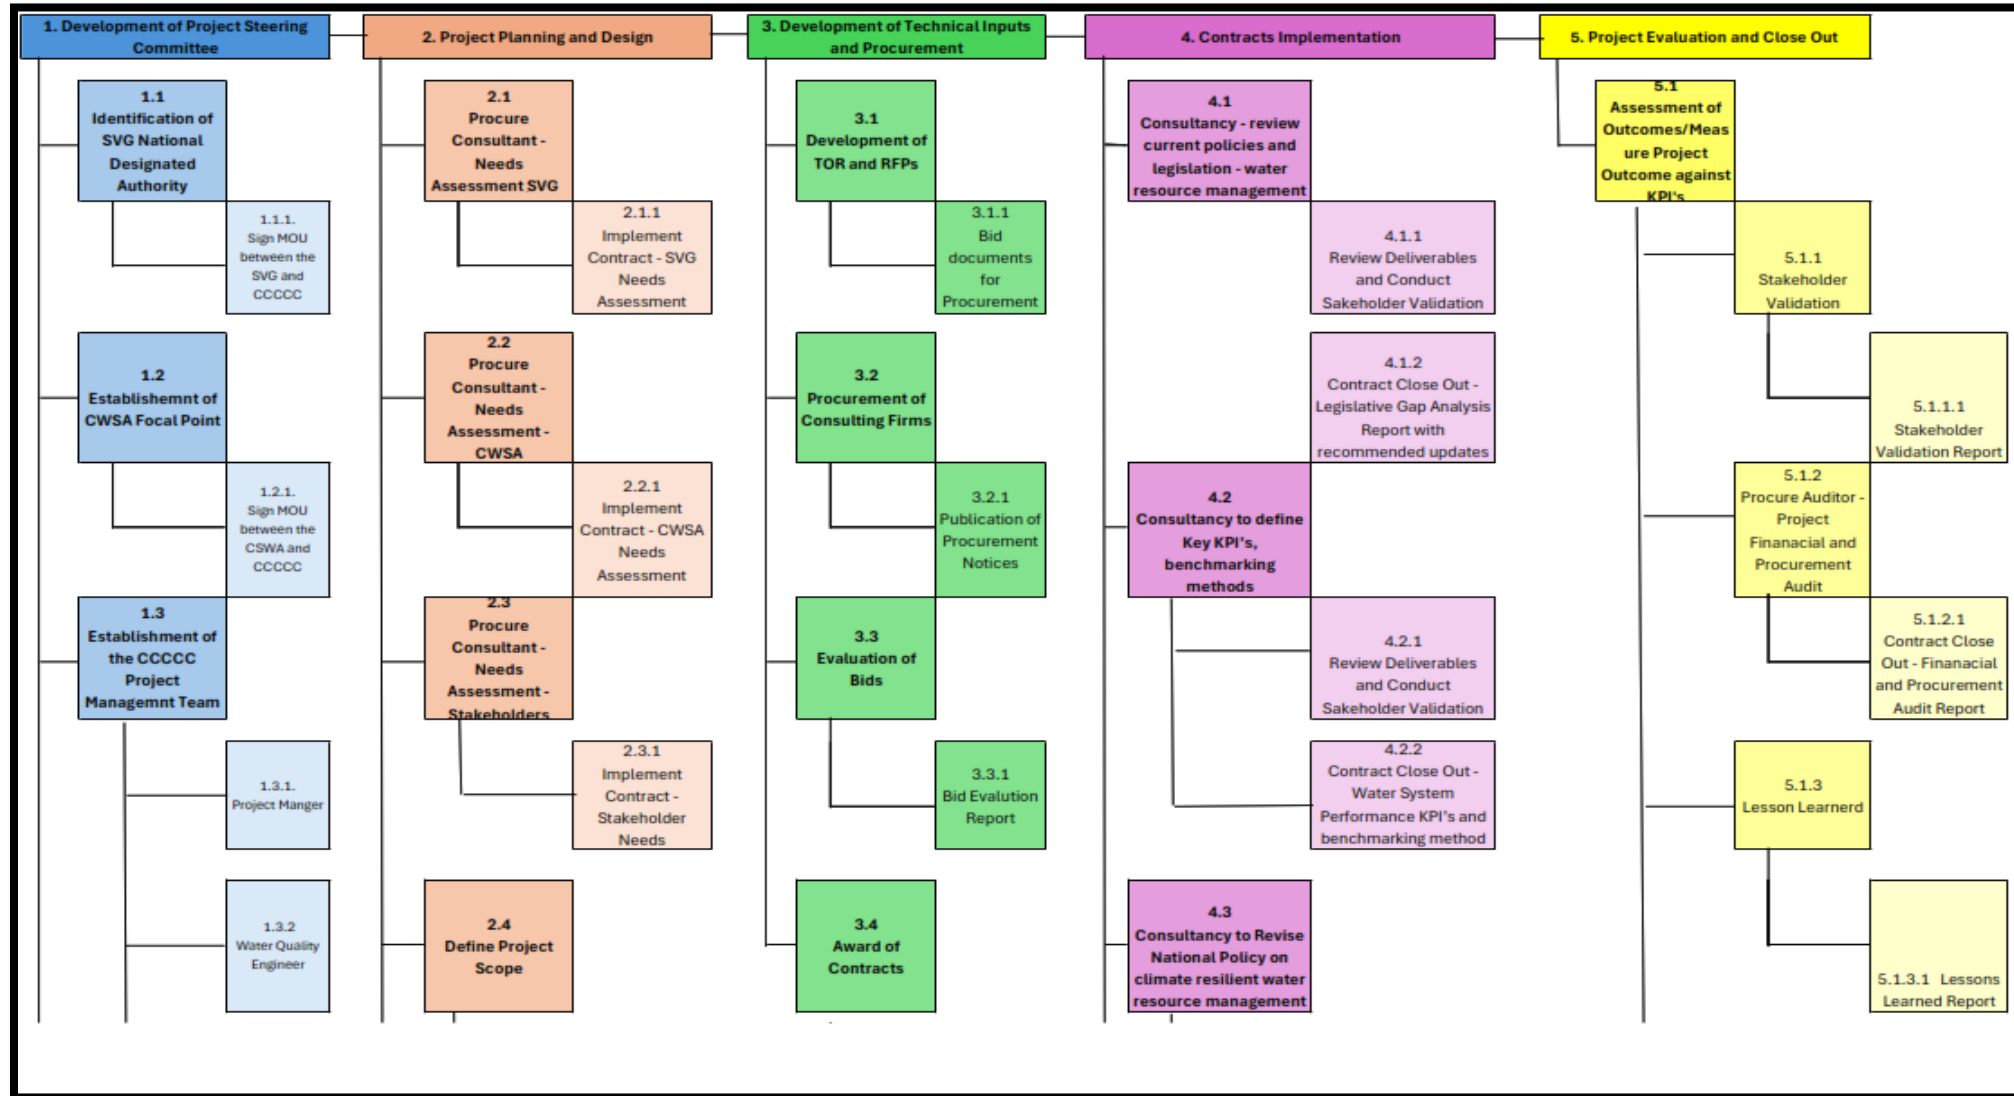 1. Development of Project Steering
Committee
2. Project Planning and Design
3. Development of Technical Inputs
and Procurement
4. Contracts Implementation
5. Project Evaluation and Close Out
1.1
Identification of
SVG National
Designated
Authority
1.1.1.
Sign MOU
between the
SVG and
CCCCC
1.2
Establishemnt of
CWSA Focal Point
1.2.1.
Sign MOU
between the
CSWA and
CCCCC
1.3
Establishment of
the CCCCC
Project
Managemnt Team
1.3.1.
Project Manger
1.3.2
Water Quality
Engineer
2.1
Procure
Consultant -
Needs
Assessment SVG
2.1.1
Implement
Contract - SVG
Needs
Assessment
2.2
Procure
Consultant -
Needs
Assessment -
CWSA
2.2.1
Implement
Contract - CWSA
Needs
Assessment
2.3
Procure
Consultant -
Needs
Assessment -
Stakeholders
2.3.1
Implement
Contract -
Stakeholder
Needs
2.4
Define Project
Scope
3.1
Development of
TOR and RFPs
3.1.1
Bid
documents
for
Procurement
3.2
Procurement of
Consulting Firms
3.2.1
Publication of
Procurement
Notices
3.3
Evaluation of
Bids
3.3.1
Bid Evalution
Report
3.4
Award of
Contracts
4.1
Consultancy - review
current policies and
legislation - water
resource management
4.1.1
Review Deliverables
and Conduct
Sakeholder Validation
4.1.2
Contract Close Out -
Legislative Gap Analysis
Report with
recommended updates
4.2
Consultancy to define
Key KPI's,
benchmarking
methods
4.2.1
Review Deliverables
and Conduct
Sakeholder Validation
4.2.2
Contract Close Out -
Water System
Performance KPI's and
benchmarking method
4.3
Consultancy to Revise
National Policy on
climate resilient water
resource management
5.1
Assessment of
Outcomes/Meas
ure Project
Outcome against
KPI's
5.1.1
Stakeholder
Validation
5.1.1.1
Stakeholder
Validation Report
5.1.2
Procure Auditor -
Project
Finanacial and
Procurement
Audit
5.1.2.1
Contract Close
Out - Finanacial
and Procurement
Audit Report
5.1.3
Lesson Learnerd
5.1.3.1 Lessons
Learned Report